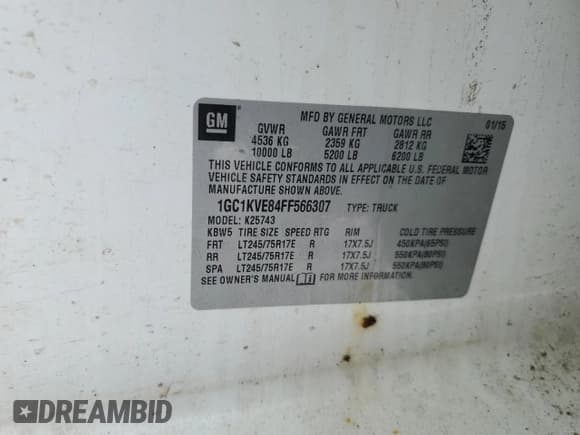 GM
MFD BY GENERAL MOTORS LLC
01/15
GVWR GAWR FRT GAWR RR
4536 KG 2359 KG 2812 KG
10000 LB 5200 LB 6200 LB
THIS VEHICLE CONFORMS TO ALL APPLICABLE U.S. FEDERAL MOTOR
VEHICLE SAFETY STANDARDS IN EFFECT ON THE DATE OF MANUFACTURE
SHOWN ABOVE.
1GC1KVE84FF566307 TYPE: TRUCK
MODEL: K25743
KBW5 TIRE SIZE SPEED RTG RIM COLD TIRE PRESSURE
FRT LT245/75R17E R 17X7.5J 450KPA(65PSI)
RR LT245/75R17E R 17X7.5J 550KPA(80PSI)
SPA LT245/75R17E R 17X7.5J 550KPA(80PSI)
SEE OWNER'S MANUAL FOR MORE INFORMATION.
DREAMBID